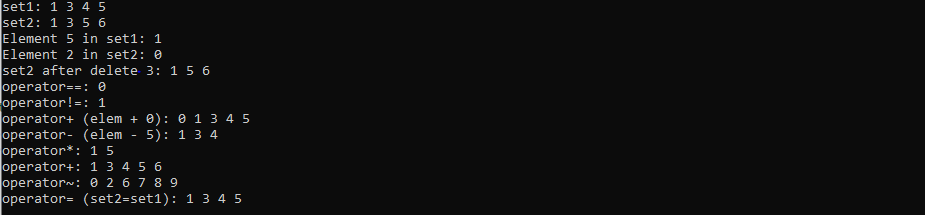 set1: 1 3 4 5
set2: 1 3 5 6
Element 5 in set1: 1
Element 2 in set2: 0
set2 after delete 3: 1 5 6
operator==: 0
operator!=: 1
operator+ (elem + 0): 0 1 3 4 5
operator- (elem - 5): 1 3 4
operator*: 1 5
operator+: 1 3 4 5 6
operator~: 0 2 6 7 8 9
operator= (set2=set1): 1 3 4 5